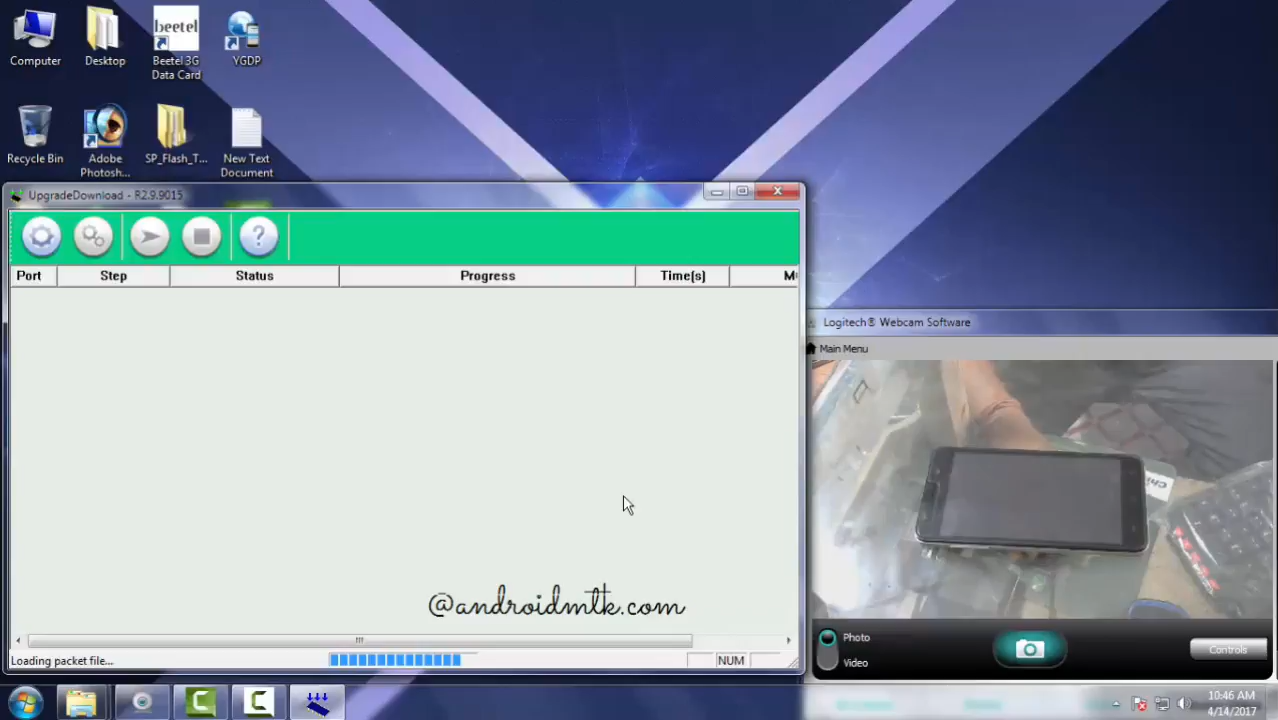 Computer
Desktop
beetel
Beetel 3G
Data Card
YGDP
Recycle Bin
Adobe
Photosh...
SP_Flash_T...
New Text
Document
UpgradeDownload - R2.9.9015
Port Step Status Progress Time(s)
@androidmtk.com
Loading packet file...
NUM
Logitech® Webcam Software
Main Menu
Photo
Video
Controls
10:46 AM
4/14/2017